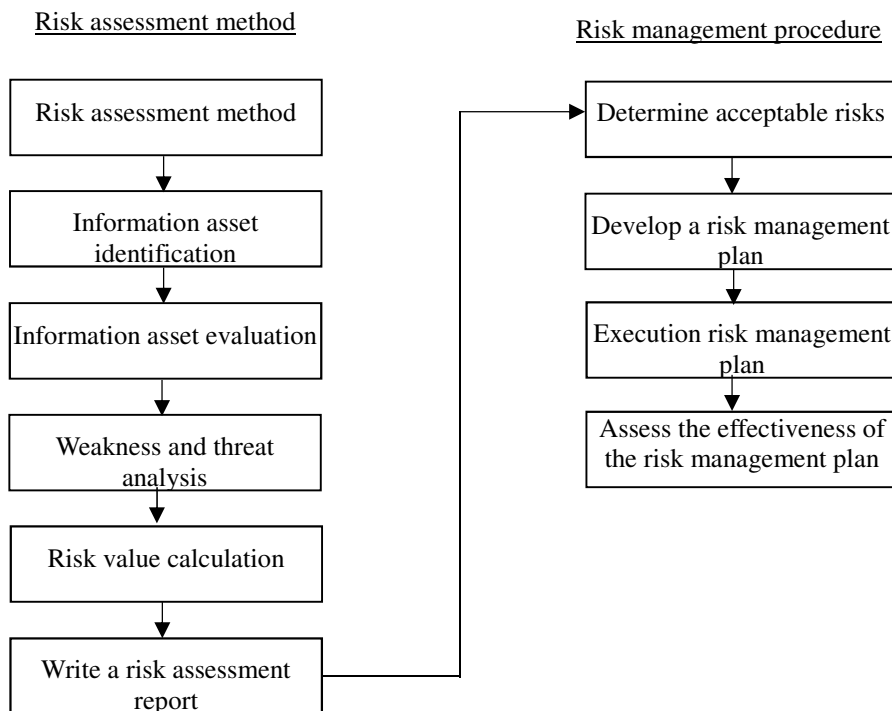 Risk assessment method
Risk assessment method
Information asset
identification
Information asset evaluation
Weakness and threat
analysis
Risk value calculation
Write a risk assessment
report
Risk management procedure
Determine acceptable risks
Develop a risk management
plan
Execution risk management
plan
Assess the effectiveness of
the risk management plan